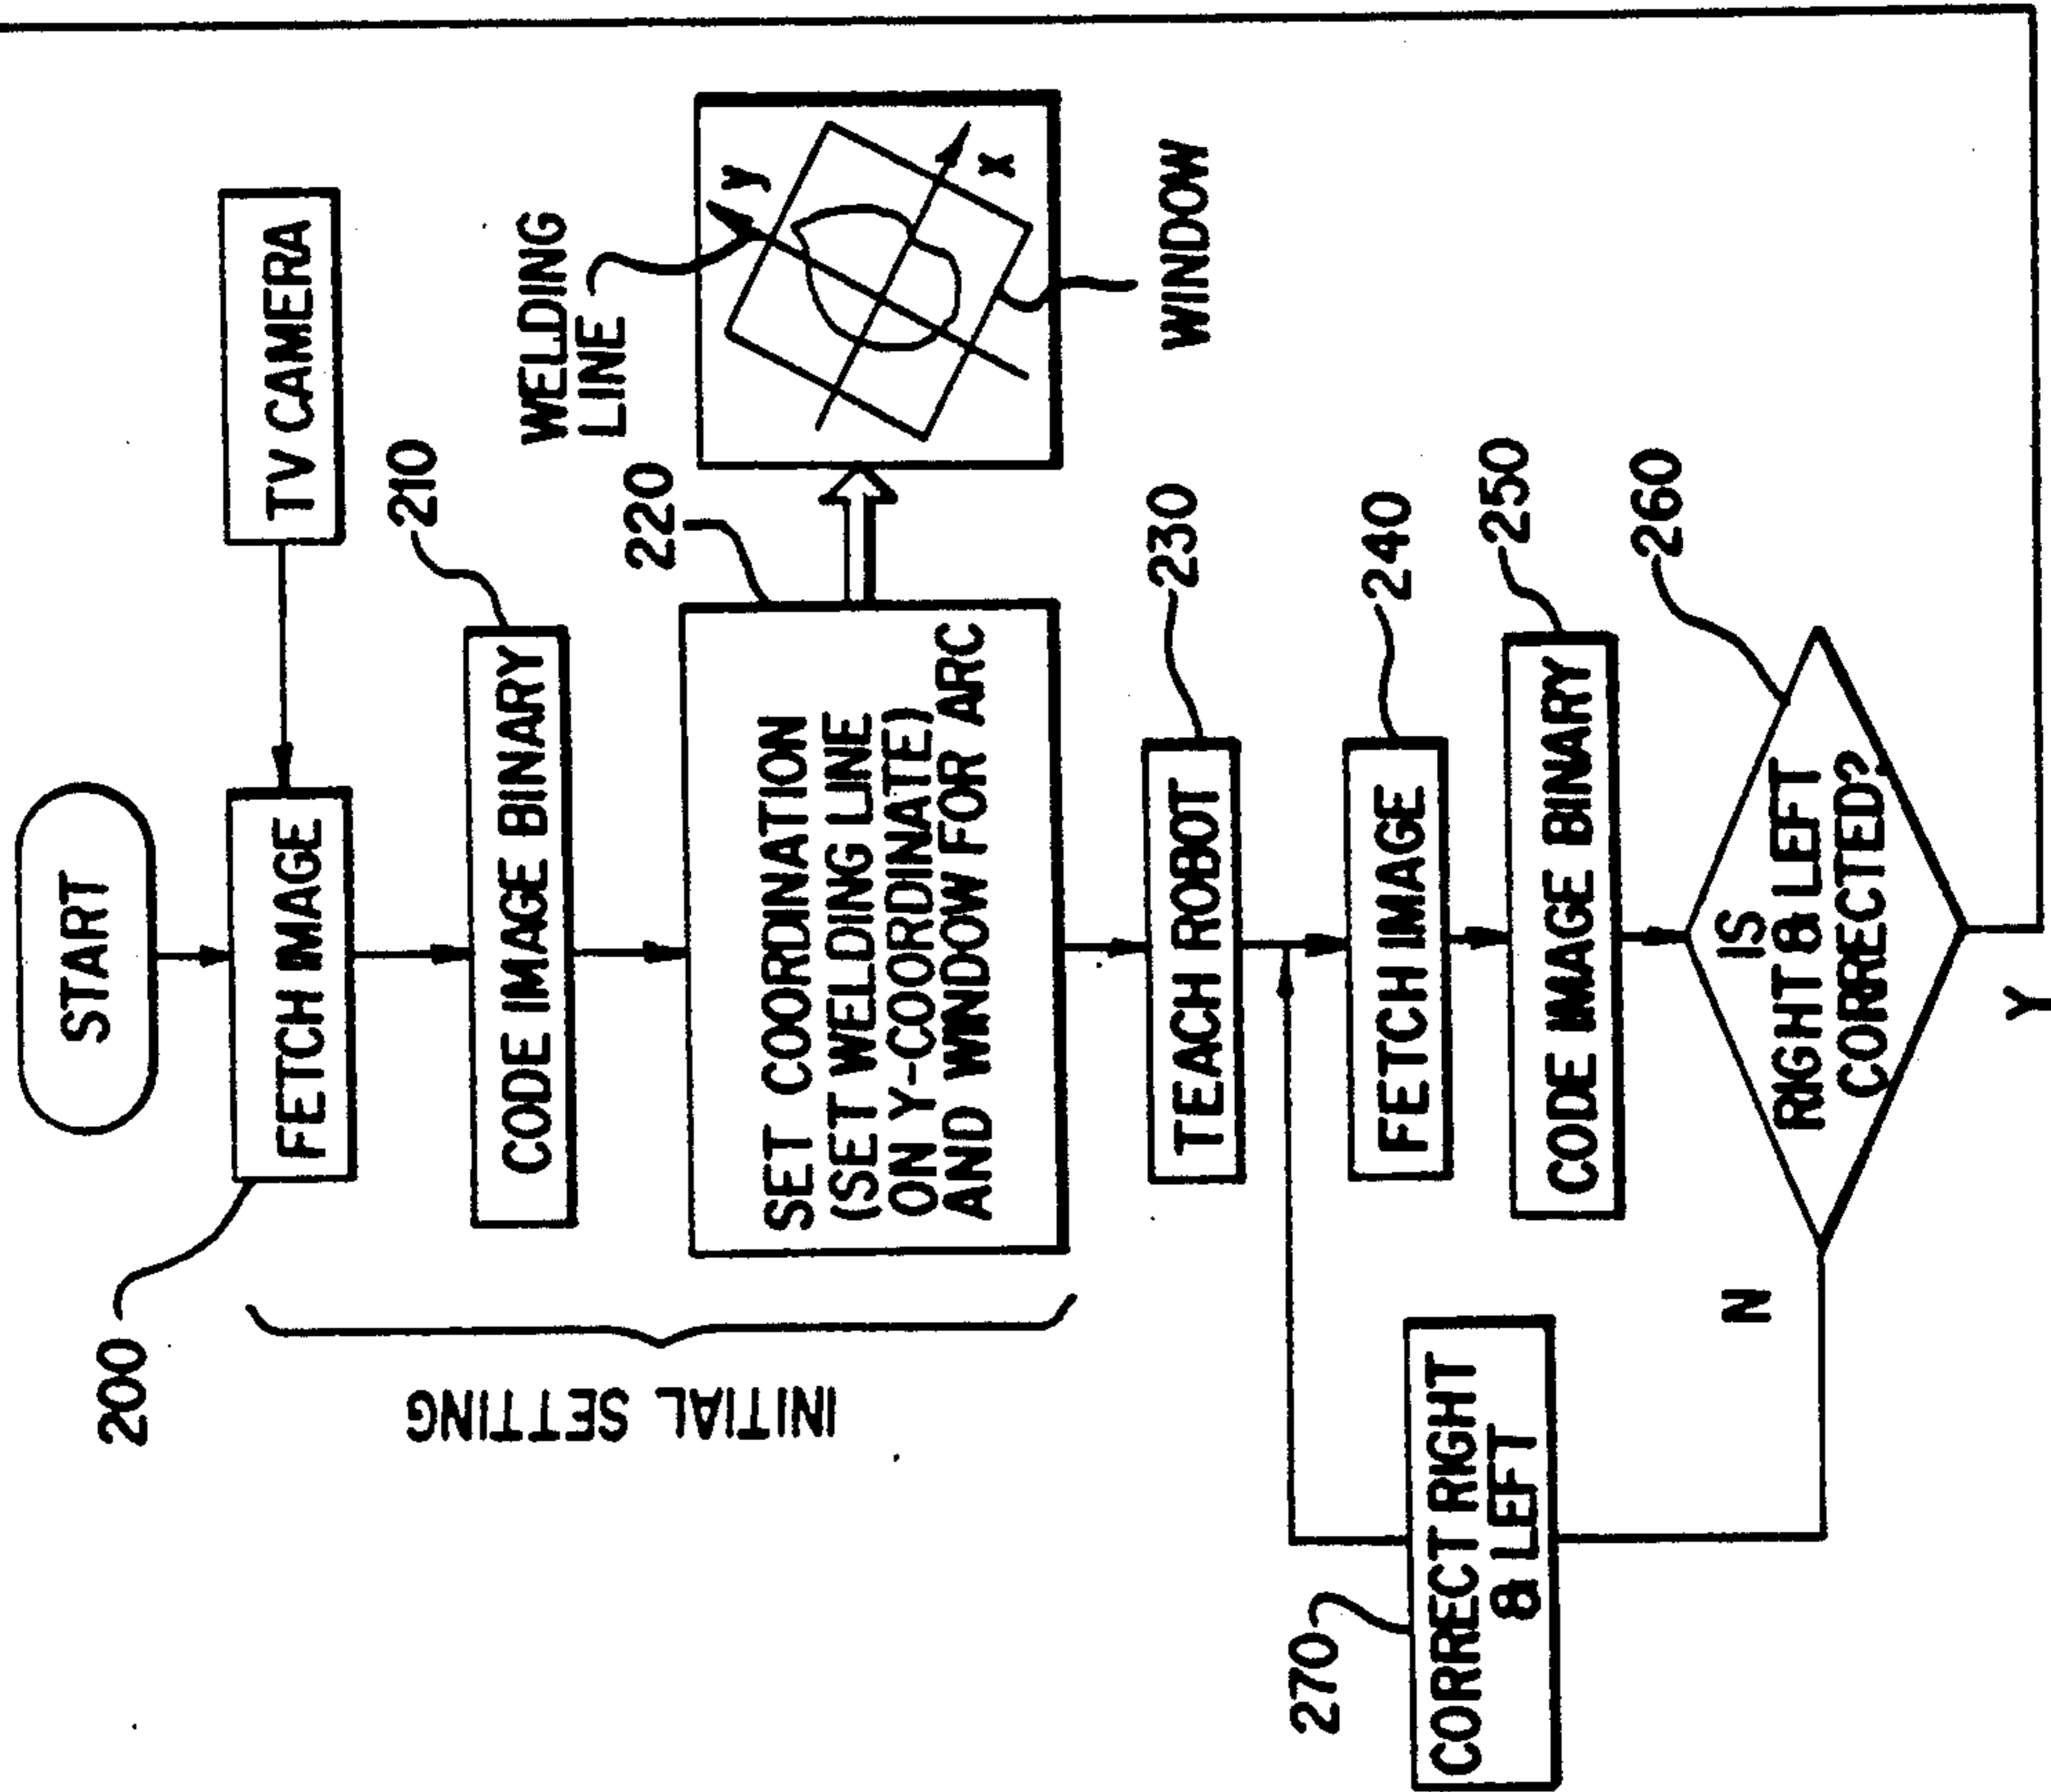 START
TV CAMERA
200
FETCH IMAGE
210
CODE IMAGE BINARY
INITIAL SETTING
220
SET COORDINATION
(SET WELDING LINE
ON Y-COORDINATE)
AND WINDOW FOR ARC
WELDING
LINE
y
x
WINDOW
230
TEACH ROBOT
240
FETCH IMAGE
250
CODE IMAGE BINARY
260
IS
RIGHT & LEFT
CORRECTED?
N
Y
270
CORRECT RIGHT
& LEFT